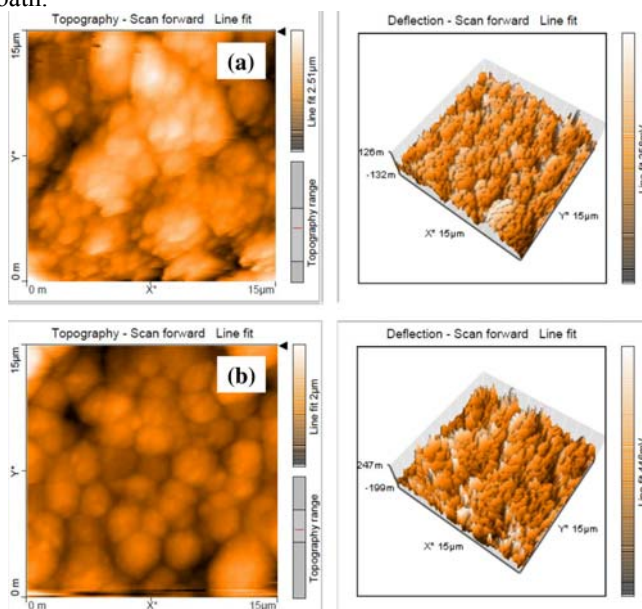 Topography - Scan forward Line fit
(a)
15µm
Y*
0 m
0 m
X*
15µm
Line fit 2.51µm
Topography range
Deflection - Scan forward Line fit
126m
-132m
X* 15µm
Y* 15µm
Topography - Scan forward Line fit
(b)
15µm
Y*
0 m
0 m
X*
15µm
Line fit 2µm
Topography range
Deflection - Scan forward Line fit
247m
-199m
X* 15µm
Y* 15µm